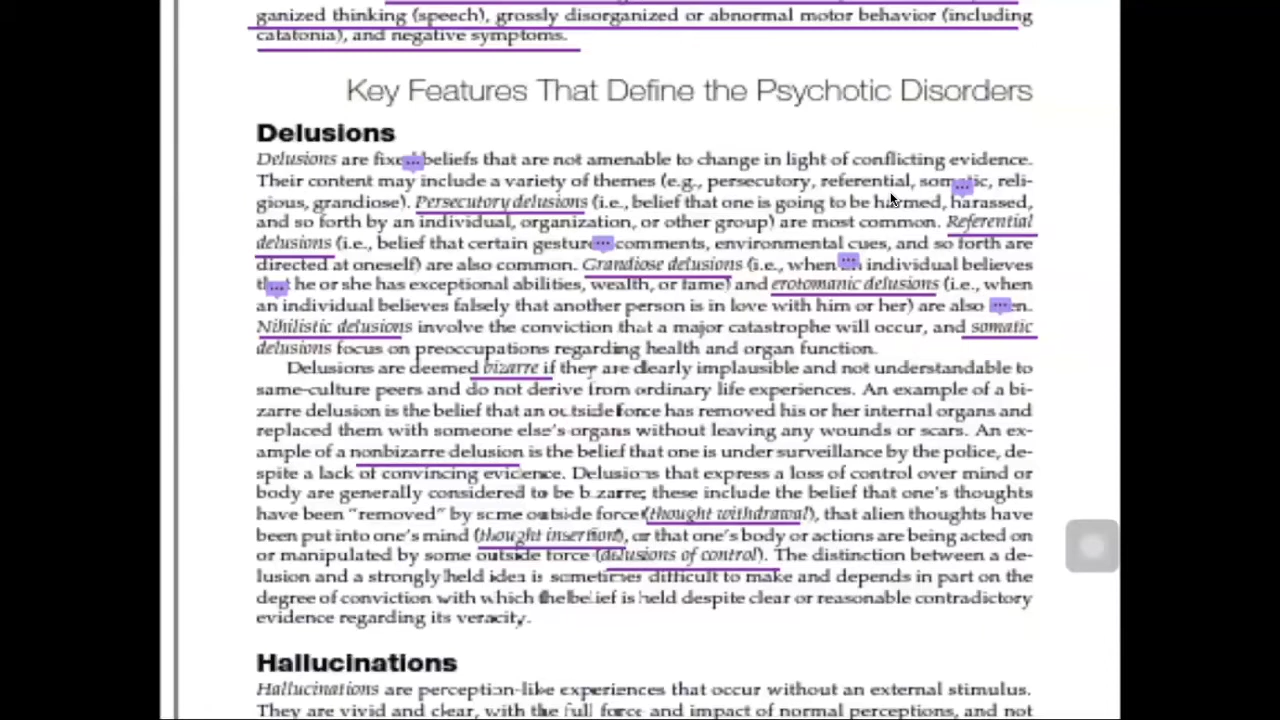 ganized thinking (speech), grossly disorganized or abnormal motor behavior (including
catatonia), and negative symptoms.
Key Features That Define the Psychotic Disorders
Delusions
Delusions are fixed beliefs that are not amenable to change in light of conflicting evidence.
Their content may include a variety of themes (e.g., persecutory, referential, somatic, reli-
gious, grandiose). Persecutory delusions (i.e., belief that one is going to be harmed, harassed,
and so forth by an individual, organization, or other group) are most common. Referential
delusions (i.e., belief that certain gestures, comments, environmental cues, and so forth are
directed at oneself) are also common. Grandiose delusions (i.e., when an individual believes
that he or she has exceptional abilities, wealth, or fame) and erotomanic delusions (i.e., when
an individual believes falsely that another person is in love with him or her) are also seen.
Nihilistic delusions involve the conviction that a major catastrophe will occur, and somatic
delusions focus on preoccupations regarding health and organ function.
Delusions are deemed bizarre if they are clearly implausible and not understandable to
same-culture peers and do not derive from ordinary life experiences. An example of a bi-
zarre delusion is the belief that an outside force has removed his or her internal organs and
replaced them with someone else's organs without leaving any wounds or scars. An ex-
ample of a nonbizarre delusion is the belief that one is under surveillance by the police, de-
spite a lack of convincing evidence. Delusions that express a loss of control over mind or
body are generally considered to be bizarre; these include the belief that one's thoughts
have been "removed" by some outside force (thought withdrawal), that alien thoughts have
been put into one's mind (thought insertion), or that one's body or actions are being acted on
or manipulated by some outside force (delusions of control). The distinction between a de-
lusion and a strongly held idea is sometimes difficult to make and depends in part on the
degree of conviction with which the belief is held despite clear or reasonable contradictory
evidence regarding its veracity.
Hallucinations
Hallucinations are perception-like experiences that occur without an external stimulus.
They are vivid and clear, with the full force and impact of normal perceptions, and not